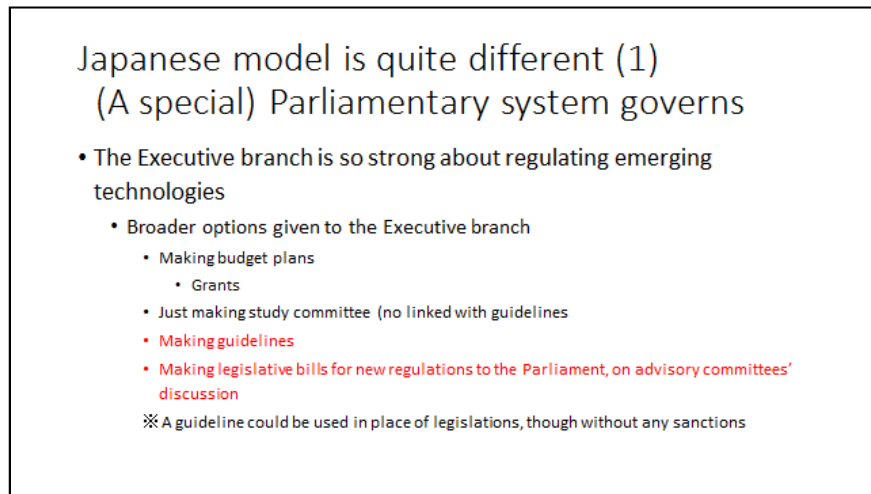 Japanese model is quite different (1)
(A special) Parliamentary system governs
• The Executive branch is so strong about regulating emerging
technologies
• Broader options given to the Executive branch
• Making budget plans
• Grants
• Just making study committee (no linked with guidelines
• Making guidelines
• Making legislative bills for new regulations to the Parliament, on advisory committees'
discussion
※ A guideline could be used in place of legislations, though without any sanctions